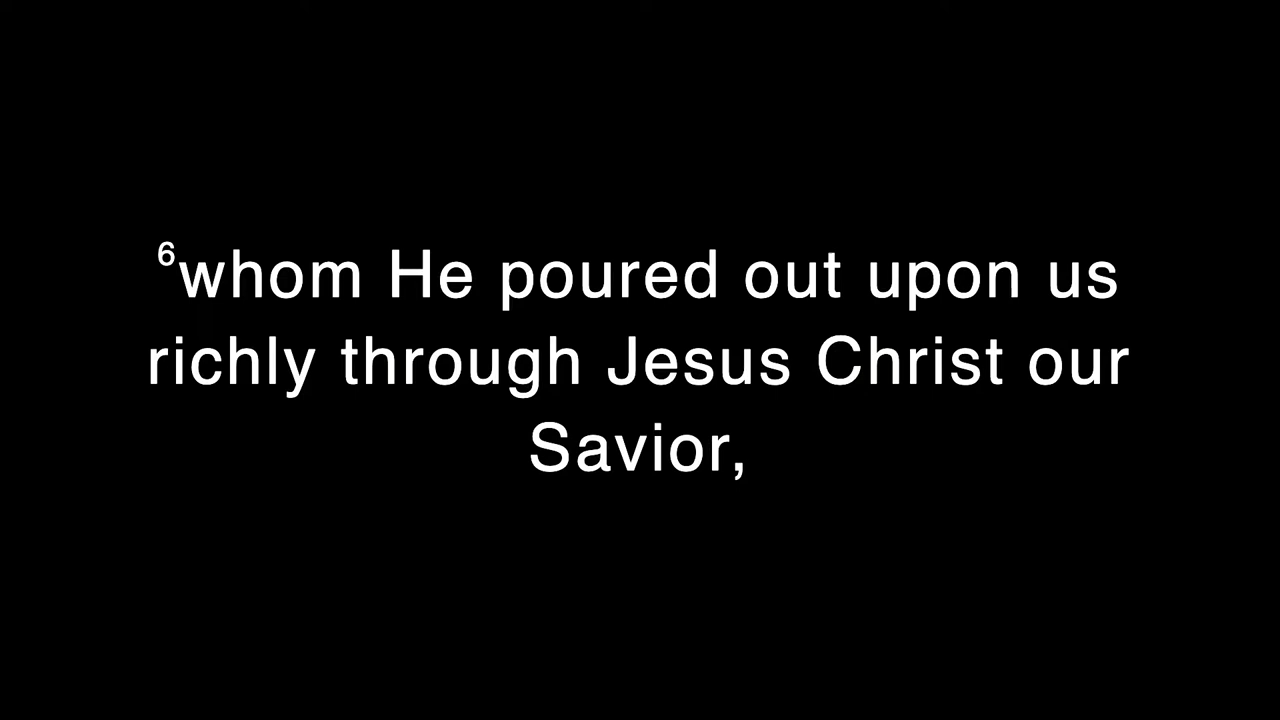 ⁶whom He poured out upon us
richly through Jesus Christ our
Savior,